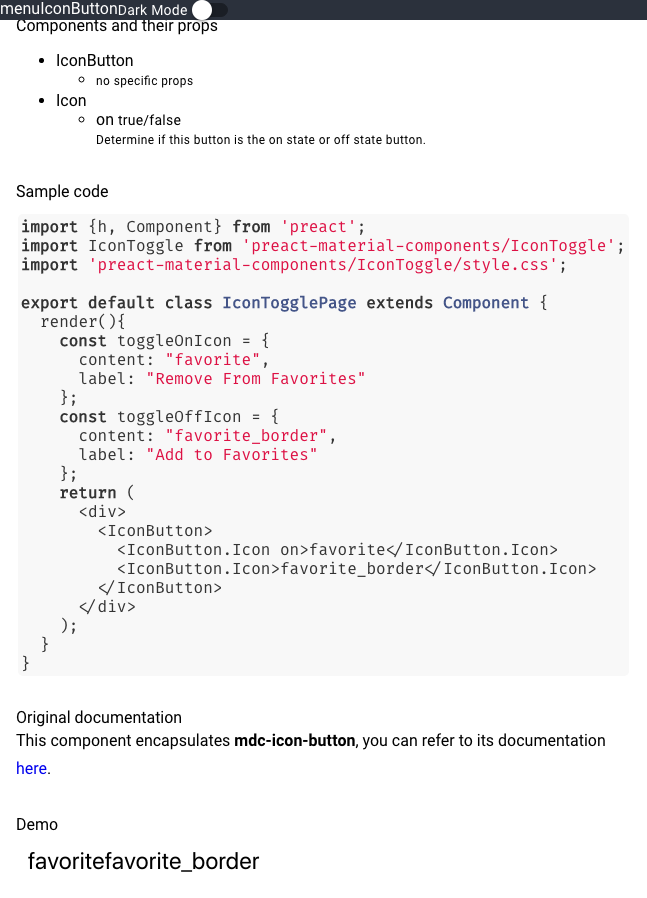 menuIconButtonDark Mode
Components and their props
IconButton
no specific props
Icon
on true/false
Determine if this button is the on state or off state button.
Sample code
import {h, Component} from 'preact';
import IconToggle from 'preact-material-components/IconToggle';
import 'preact-material-components/IconToggle/style.css';
export default class IconTogglePage extends Component {
render(){
const toggleOnIcon = {
content: "favorite",
label: "Remove From Favorites"
};
const toggleOffIcon = {
content: "favorite_border",
label: "Add to Favorites"
};
return (
<div>
<IconButton>
<IconButton.Icon on>favorite</IconButton.Icon>
<IconButton.Icon>favorite_border</IconButton.Icon>
</IconButton>
</div>
);
}
}
Original documentation
This component encapsulates mdc-icon-button, you can refer to its documentation
here.
Demo
favoritefavorite_border